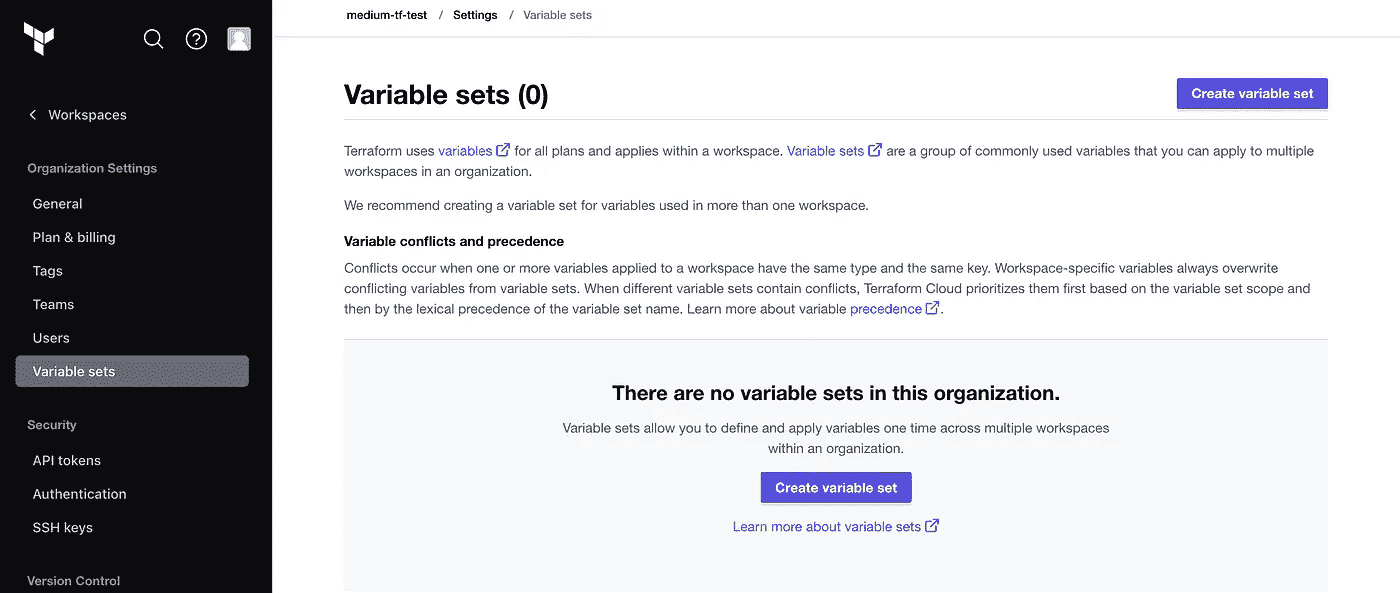 medium-tf-test / Settings / Variable sets
Workspaces
Organization Settings
General
Plan & billing
Tags
Teams
Users
Variable sets
Security
API tokens
Authentication
SSH keys
Version Control
Variable sets (0)
Create variable set
Terraform uses variables for all plans and applies within a workspace. Variable sets are a group of commonly used variables that you can apply to multiple
workspaces in an organization.
We recommend creating a variable set for variables used in more than one workspace.
Variable conflicts and precedence
Conflicts occur when one or more variables applied to a workspace have the same type and the same key. Workspace-specific variables always overwrite
conflicting variables from variable sets. When different variable sets contain conflicts, Terraform Cloud prioritizes them first based on the variable set scope and
then by the lexical precedence of the variable set name. Learn more about variable precedence.
There are no variable sets in this organization.
Variable sets allow you to define and apply variables one time across multiple workspaces
within an organization.
Create variable set
Learn more about variable sets